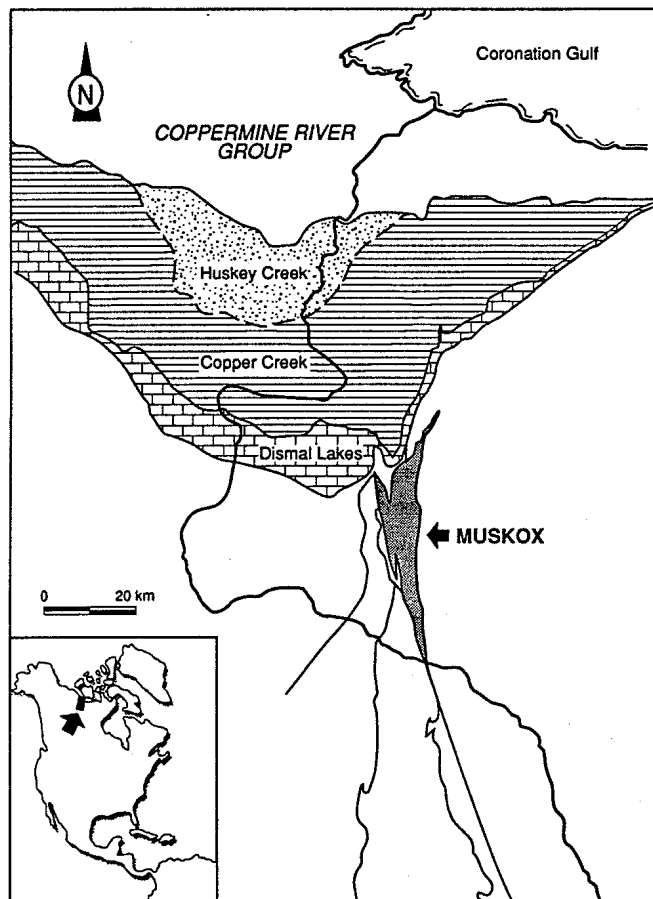 Coronation Gulf
N
COPPERMINE RIVER
GROUP
Huskey Creek
Copper Creek
Dismal Lakes
MUSKOX
0 20 km